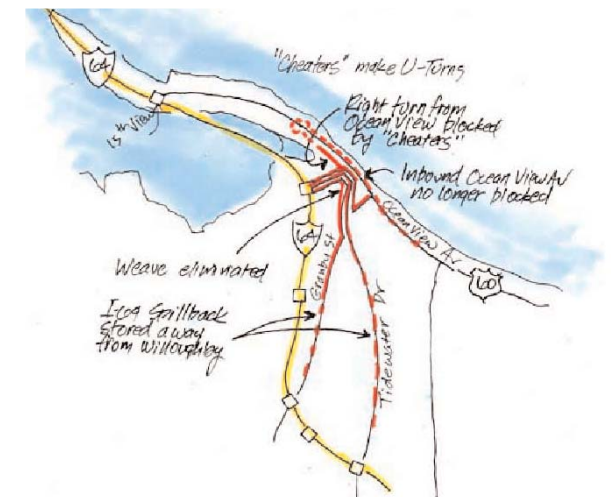 64
"Cheaters" make U-Turns
15th View
Right turn from
Ocean View blocked
by "Cheaters"
Inbound Ocean View Av
no longer blocked
Ocean View Av
60
64
Weave eliminated
Granby St
Spillback
stored away
from Willoughby
Tidewater Dr